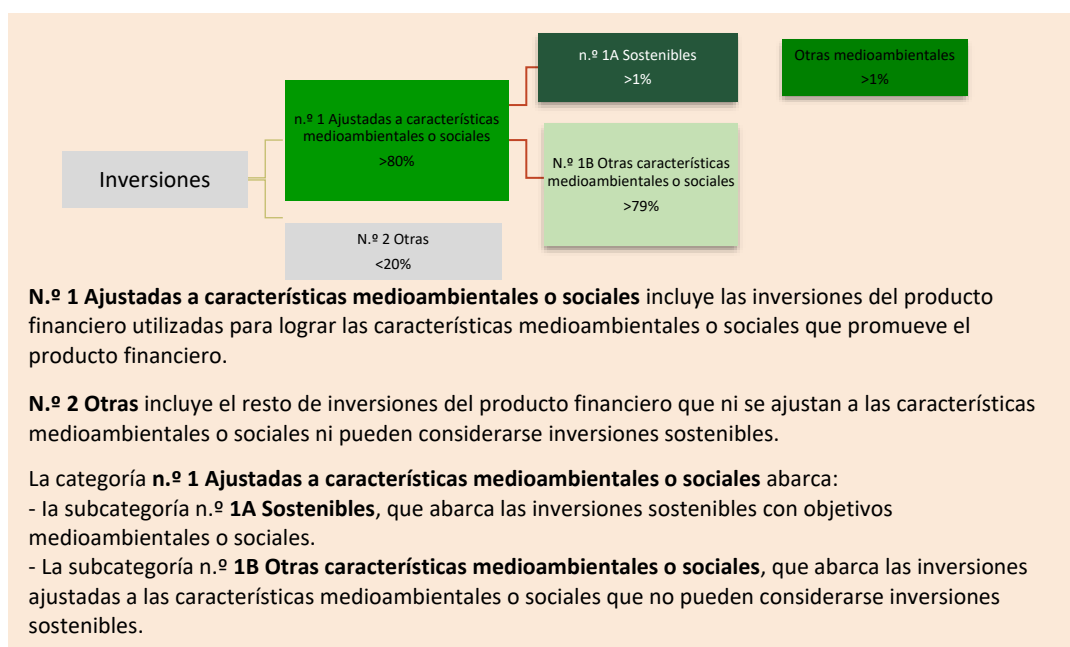 n.º 1A Sostenibles
>1%
Otras medioambientales
>1%
n.º 1 Ajustadas a características
medioambientales o sociales
>80%
Inversiones
N.º 1B Otras características
medioambientales o sociales
>79%
N.º 2 Otras
<20%
N.º 1 Ajustadas a características medioambientales o sociales incluye las inversiones del producto
financiero utilizadas para lograr las características medioambientales o sociales que promueve el
producto financiero.
N.º 2 Otras incluye el resto de inversiones del producto financiero que ni se ajustan a las características
medioambientales o sociales ni pueden considerarse inversiones sostenibles.
La categoría n.º 1 Ajustadas a características medioambientales o sociales abarca:
- la subcategoría n.º 1A Sostenibles, que abarca las inversiones sostenibles con objetivos
medioambientales o sociales.
- La subcategoría n.º 1B Otras características medioambientales o sociales, que abarca las inversiones
ajustadas a las características medioambientales o sociales que no pueden considerarse inversiones
sostenibles.